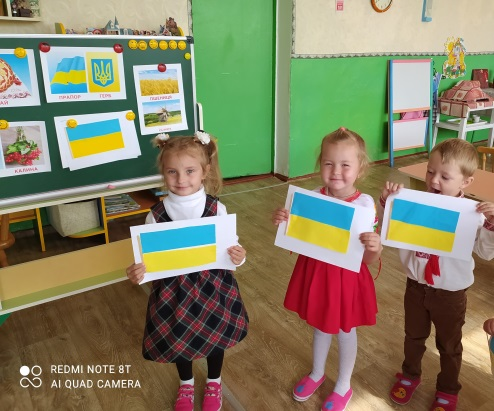 ПРАПОР ГЕРБ
ПШЕНИЦЯ
КАЛИНА
REDMI NOTE 8T
AI QUAD CAMERA